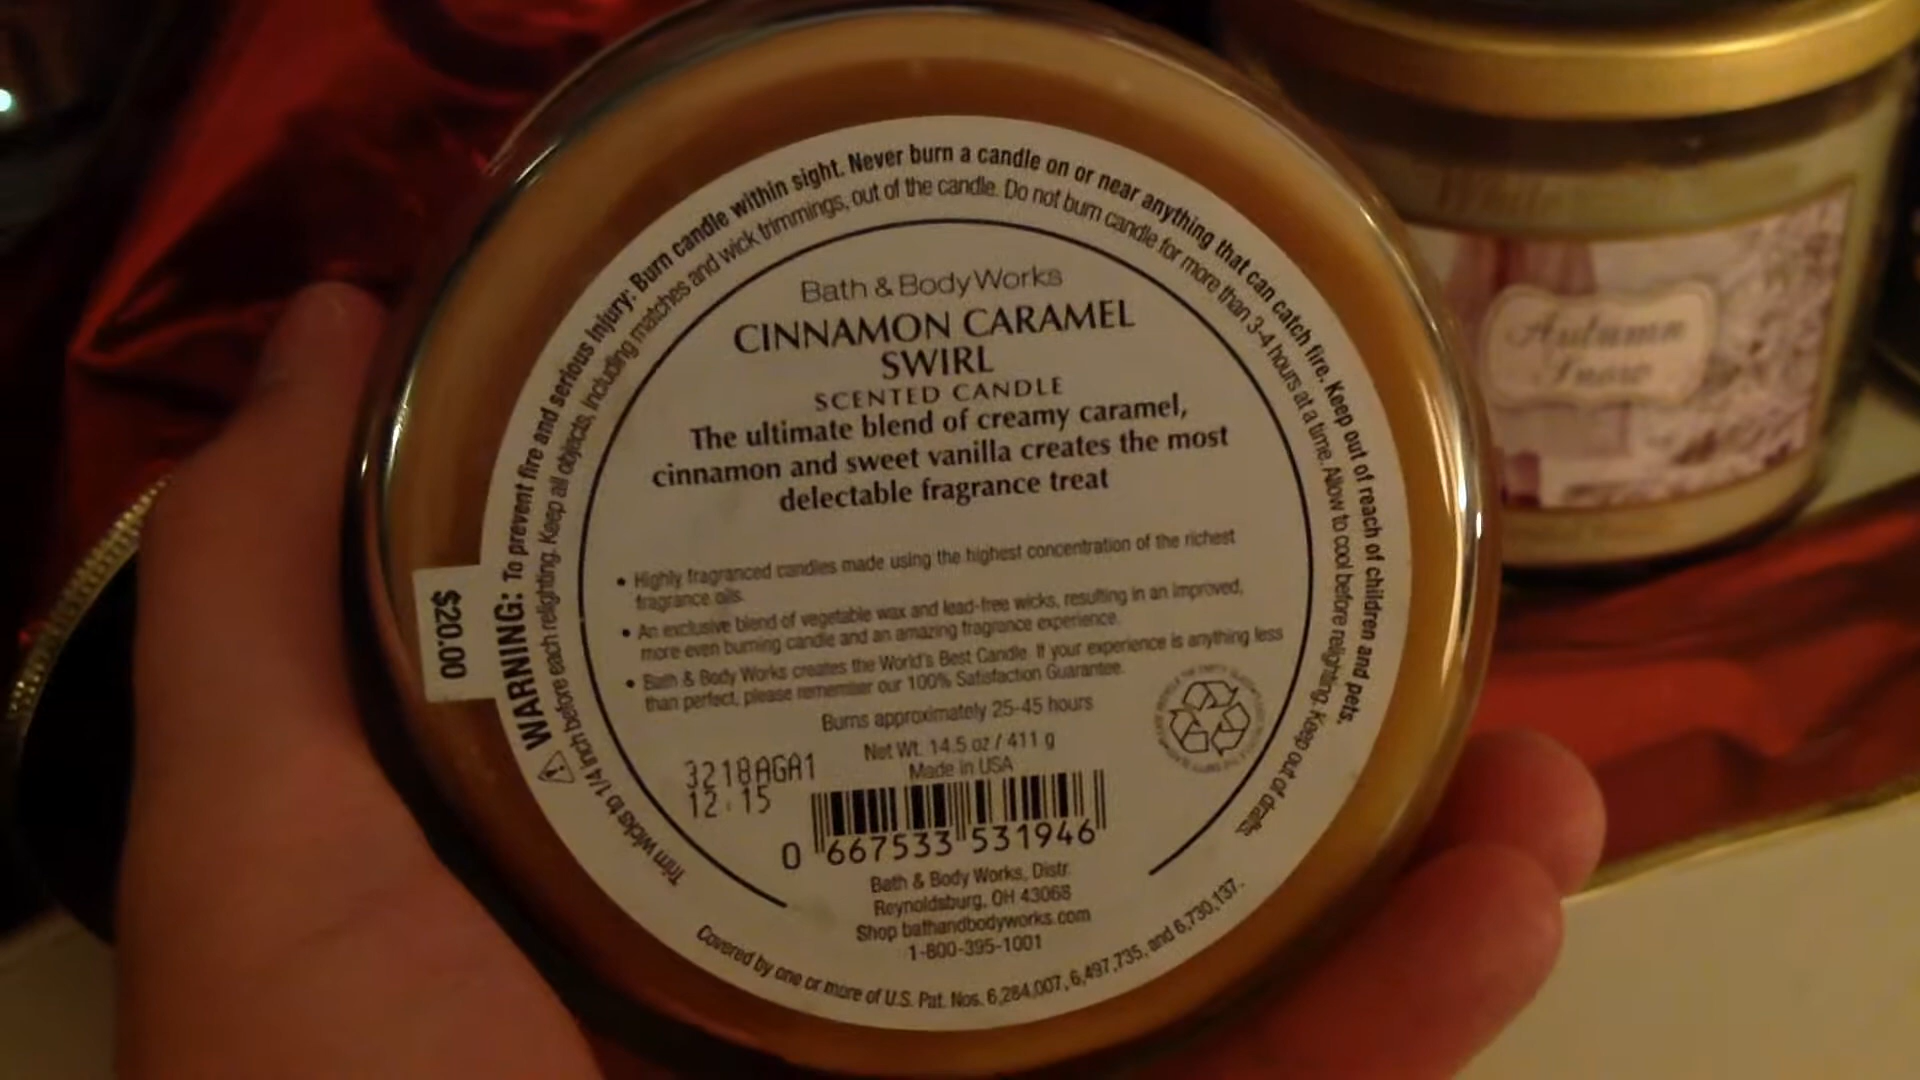 WARNING: To prevent fire and serious injury: Burn candle within sight. Never burn a candle on or near anything that can catch fire. Keep out of reach of children and pets.
Trim wicks to 1/4 inch before each relighting. Keep all objects, including matches and wick trimmings, out of the candle. Do not burn candle for more than 3-4 hours at a time. Allow to cool before relighting. Keep out of drafts.
Bath & Body Works
CINNAMON CARAMEL
SWIRL
SCENTED CANDLE
The ultimate blend of creamy caramel,
cinnamon and sweet vanilla creates the most
delectable fragrance treat
• Highly fragranced candles made using the highest concentration of the richest
fragrance oils.
• An exclusive blend of vegetable wax and lead-free wicks, resulting in an improved,
more even burning candle and an amazing fragrance experience.
• Bath & Body Works creates the World's Best Candle. If your experience is anything less
than perfect, please remember our 100% Satisfaction Guarantee.
Burns approximately 25-45 hours
Net Wt. 14.5 oz / 411 g
Made in USA
3218AGA1
12 15
0 667533 531946
Bath & Body Works, Distr.
Reynoldsburg, OH 43068
Shop bathandbodyworks.com
1-800-395-1001
Covered by one or more of U.S. Pat. Nos. 6,284,007, 6,497,735, and 6,730,137.
$20.00
Autumn